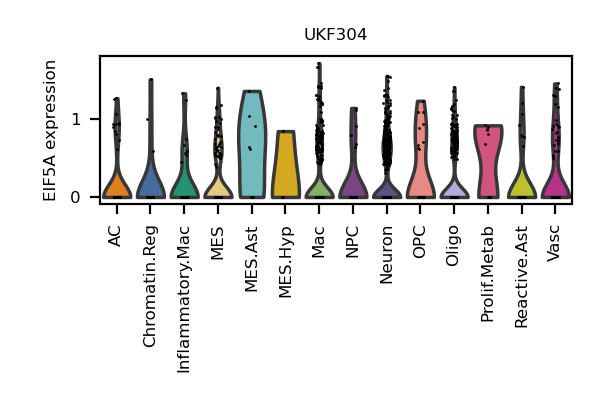 UKF304
EIF5A expression
1
0
AC
Chromatin.Reg
Inflammatory.Mac
MES
MES.Ast
MES.Hyp
Mac
NPC
Neuron
OPC
Oligo
Prolif.Metab
Reactive.Ast
Vasc